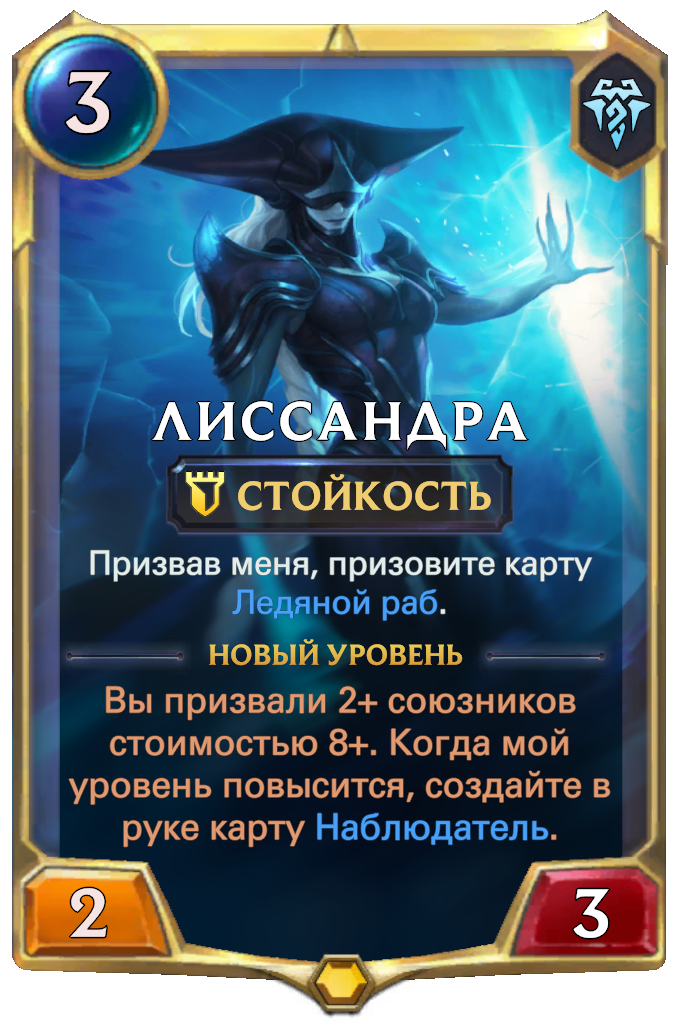 3
ЛИССАНДРА
СТОЙКОСТЬ
Призвав меня, призовите карту
Ледяной раб.
НОВЫЙ УРОВЕНЬ
Вы призвали 2+ союзников
стоимостью 8+. Когда мой
уровень повысится, создайте в
руке карту Наблюдатель.
2
3